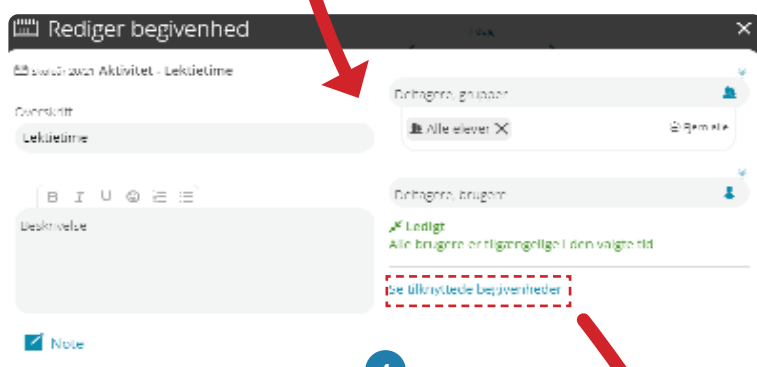 Rediger begivenhed
Aktivitet - Lektietime
Overskrift
Lektietime
B I U
Beskrivelse
Note
Deltagere, grupper
Alle elever
Fjern alle
Deltagere, brugere
Ledigt
Alle brugere er tilgængelige i den valgte tid
Se tilknyttede begivenheder